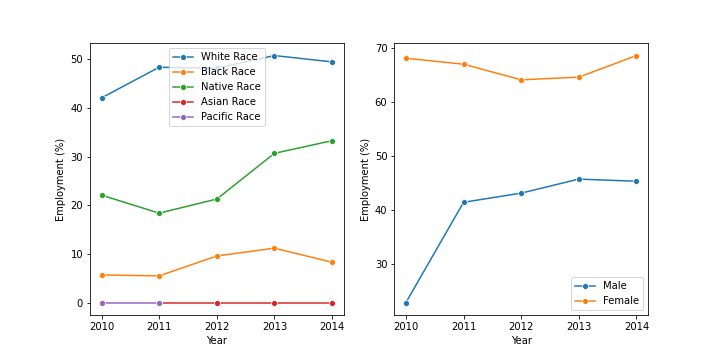 White Race
Black Race
Native Race
Asian Race
Pacific Race
50
40
30
20
10
0
Employment (%)
2010 2011 2012 2013 2014
Year
70
60
50
40
30
Employment (%)
Male
Female
2010 2011 2012 2013 2014
Year